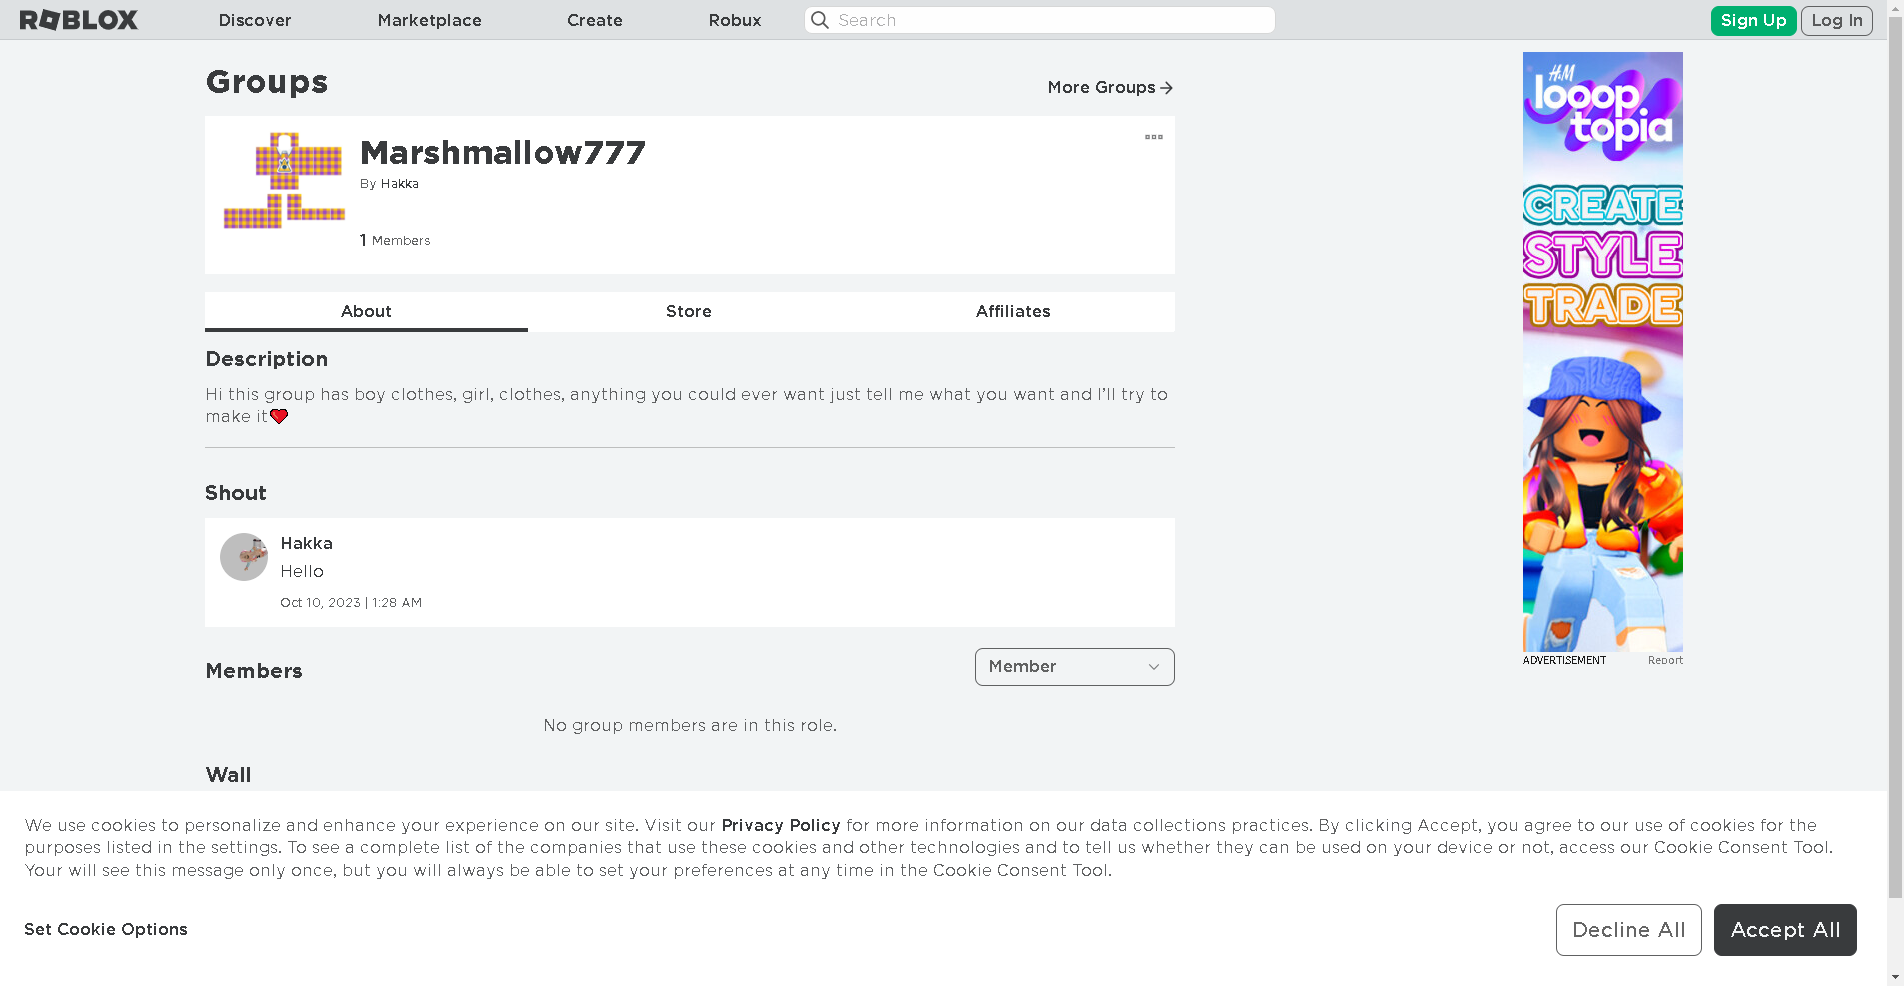 ROBLOX
Discover
Marketplace
Create
Robux
Search
Sign Up
Log In
Groups
More Groups
Marshmallow777
By Hakka
1 Members
About
Store
Affiliates
Description
Hi this group has boy clothes, girl, clothes, anything you could ever want just tell me what you want and I'll try to
make it
Shout
Hakka
Hello
Oct 10, 2023 | 1:28 AM
Members
Member
No group members are in this role.
Wall
H&M
looop
topia
CREATE
STYLE
TRADE
ADVERTISEMENT
Report
We use cookies to personalize and enhance your experience on our site. Visit our Privacy Policy for more information on our data collections practices. By clicking Accept, you agree to our use of cookies for the
purposes listed in the settings. To see a complete list of the companies that use these cookies and other technologies and to tell us whether they can be used on your device or not, access our Cookie Consent Tool.
Your will see this message only once, but you will always be able to set your preferences at any time in the Cookie Consent Tool.
Set Cookie Options
Decline All
Accept All